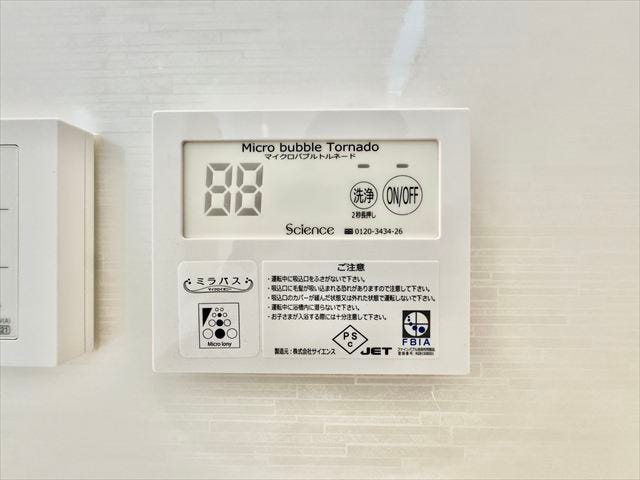 Micro bubble Tornado
マイクロバブルトルネード
88
洗浄
ON/OFF
2秒長押し
Science
0120-3434-26
ミラバス
Micro Iony
ご注意
・運転中に吸込口をふさがないで下さい。
・吸込口に毛髪が吸い込まれる恐れがありますので注意して下さい。
・吸込口のカバーが緩んだ状態又は外れた状態で運転しないで下さい。
・運転中に浴槽内に潜らないで下さい。
・お子さまが入浴する際には十分注意して下さい。
製造元：株式会社サイエンス
PS
C
JET
FBIA